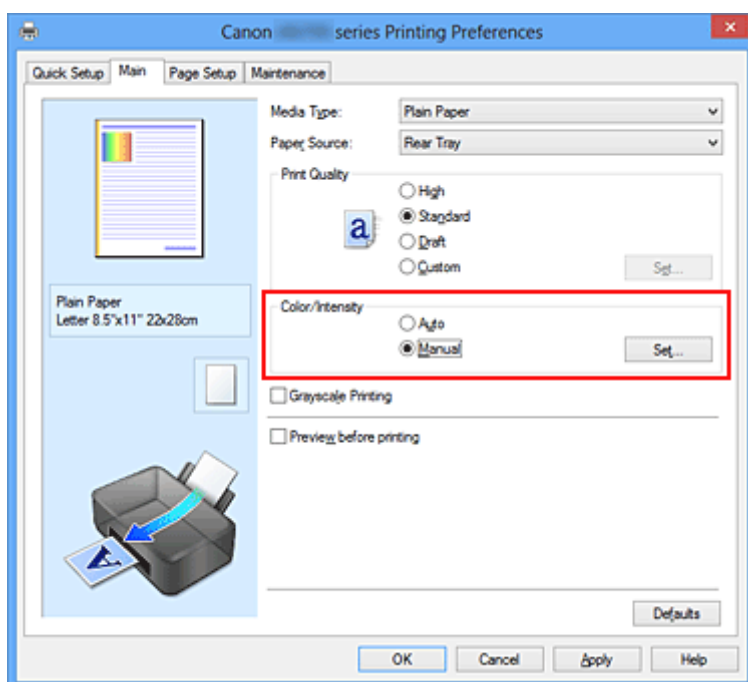 Canon series Printing Preferences
Quick Setup Main Page Setup Maintenance
Media Type: Plain Paper
Paper Source: Rear Tray
Print Quality
High
a Standard
Draft
Custom Set...
Plain Paper
Letter 8.5"x11" 22x28cm
Color/Intensity
Auto
Manual Set...
Grayscale Printing
Preview before printing
A
Defaults
OK Cancel Apply Help